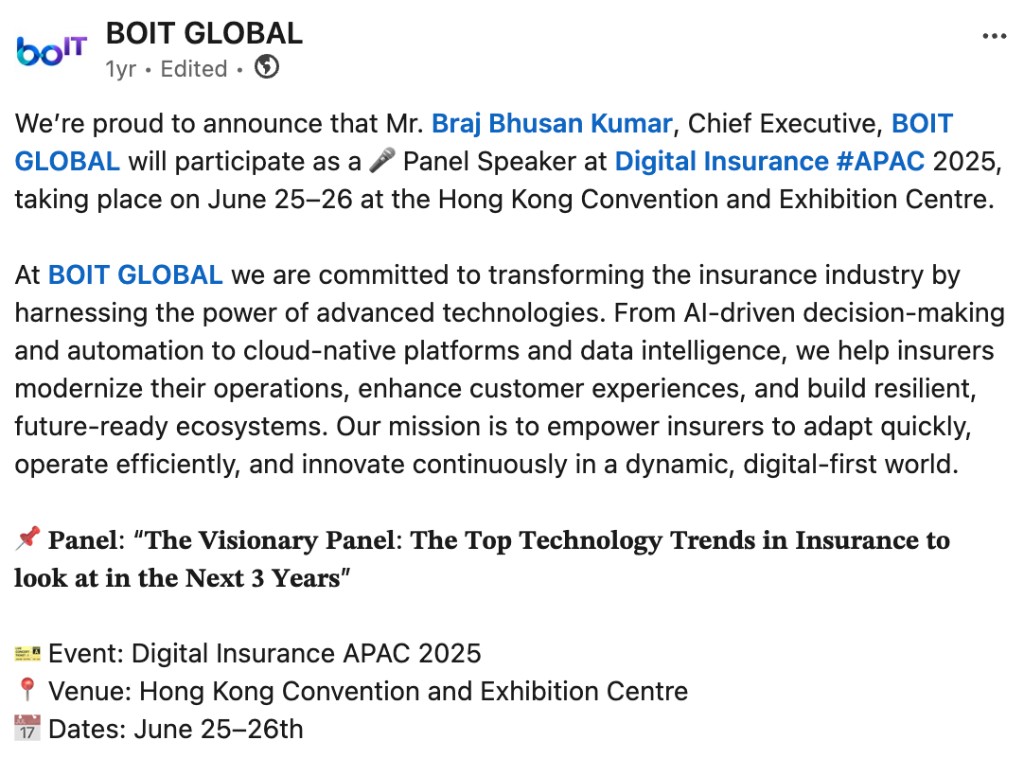 boIT
BOIT GLOBAL
1yr • Edited •
We're proud to announce that Mr. Braj Bhusan Kumar, Chief Executive, BOIT
GLOBAL will participate as a 🎤 Panel Speaker at Digital Insurance #APAC 2025,
taking place on June 25–26 at the Hong Kong Convention and Exhibition Centre.
At BOIT GLOBAL we are committed to transforming the insurance industry by
harnessing the power of advanced technologies. From AI-driven decision-making
and automation to cloud-native platforms and data intelligence, we help insurers
modernize their operations, enhance customer experiences, and build resilient,
future-ready ecosystems. Our mission is to empower insurers to adapt quickly,
operate efficiently, and innovate continuously in a dynamic, digital-first world.
📌 Panel: "The Visionary Panel: The Top Technology Trends in Insurance to
look at in the Next 3 Years"
🎫 Event: Digital Insurance APAC 2025
📍 Venue: Hong Kong Convention and Exhibition Centre
📅 Dates: June 25–26th